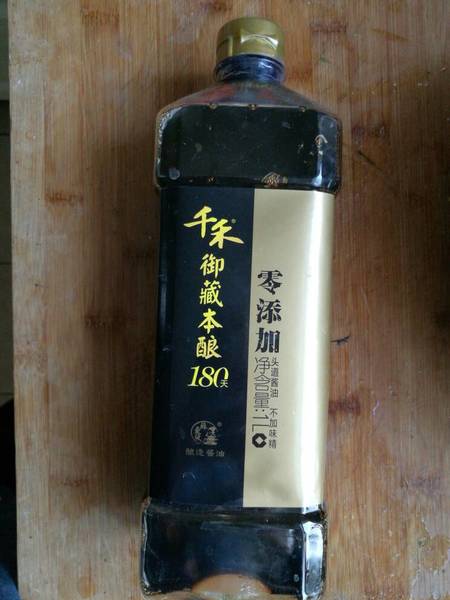 千禾®
御藏本酿
180天
酿造酱油
零添加
头道酱油 不加味精
净含量:1L